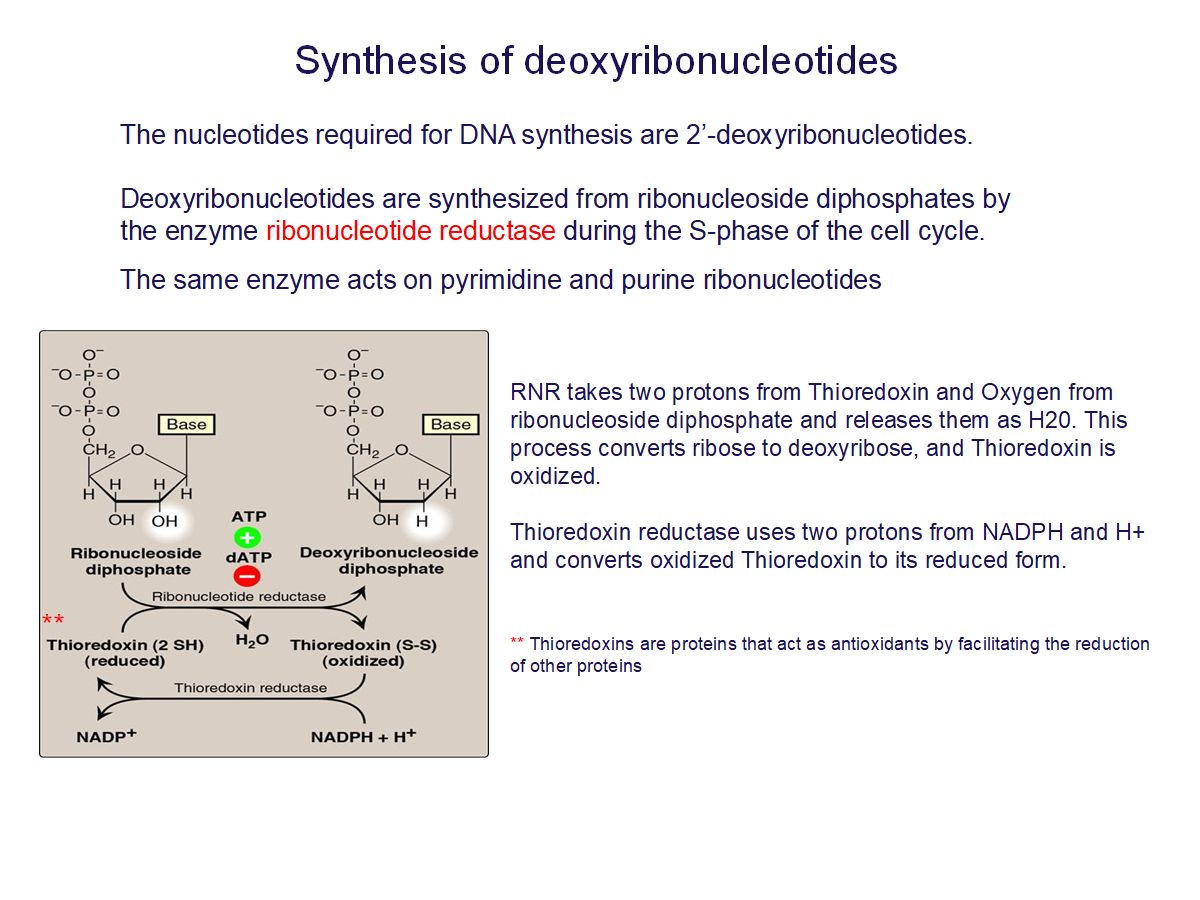 Synthesis of deoxyribonucleotides
The nucleotides required for DNA synthesis are 2’-deoxyribonucleotides.
Deoxyribonucleotides are synthesized from ribonucleoside diphosphates by
the enzyme ribonucleotide reductase during the S-phase of the cell cycle.
The same enzyme acts on pyrimidine and purine ribonucleotides
O⁻ O⁻
⁻O-P=O ⁻O-P=O
O O
⁻O-P=O ⁻O-P=O
O Base O Base
CH₂ O CH₂ O
H H H H
H H H H
OH OH OH H
ATP
+
Ribonucleoside
diphosphate
dATP
−
Deoxyribonucleoside
diphosphate
Ribonucleotide reductase
**
Thioredoxin (2 SH)
(reduced)
H₂O
Thioredoxin (S-S)
(oxidized)
Thioredoxin reductase
NADP⁺
NADPH + H⁺
RNR takes two protons from Thioredoxin and Oxygen from
ribonucleoside diphosphate and releases them as H20. This
process converts ribose to deoxyribose, and Thioredoxin is
oxidized.
Thioredoxin reductase uses two protons from NADPH and H+
and converts oxidized Thioredoxin to its reduced form.
** Thioredoxins are proteins that act as antioxidants by facilitating the reduction
of other proteins